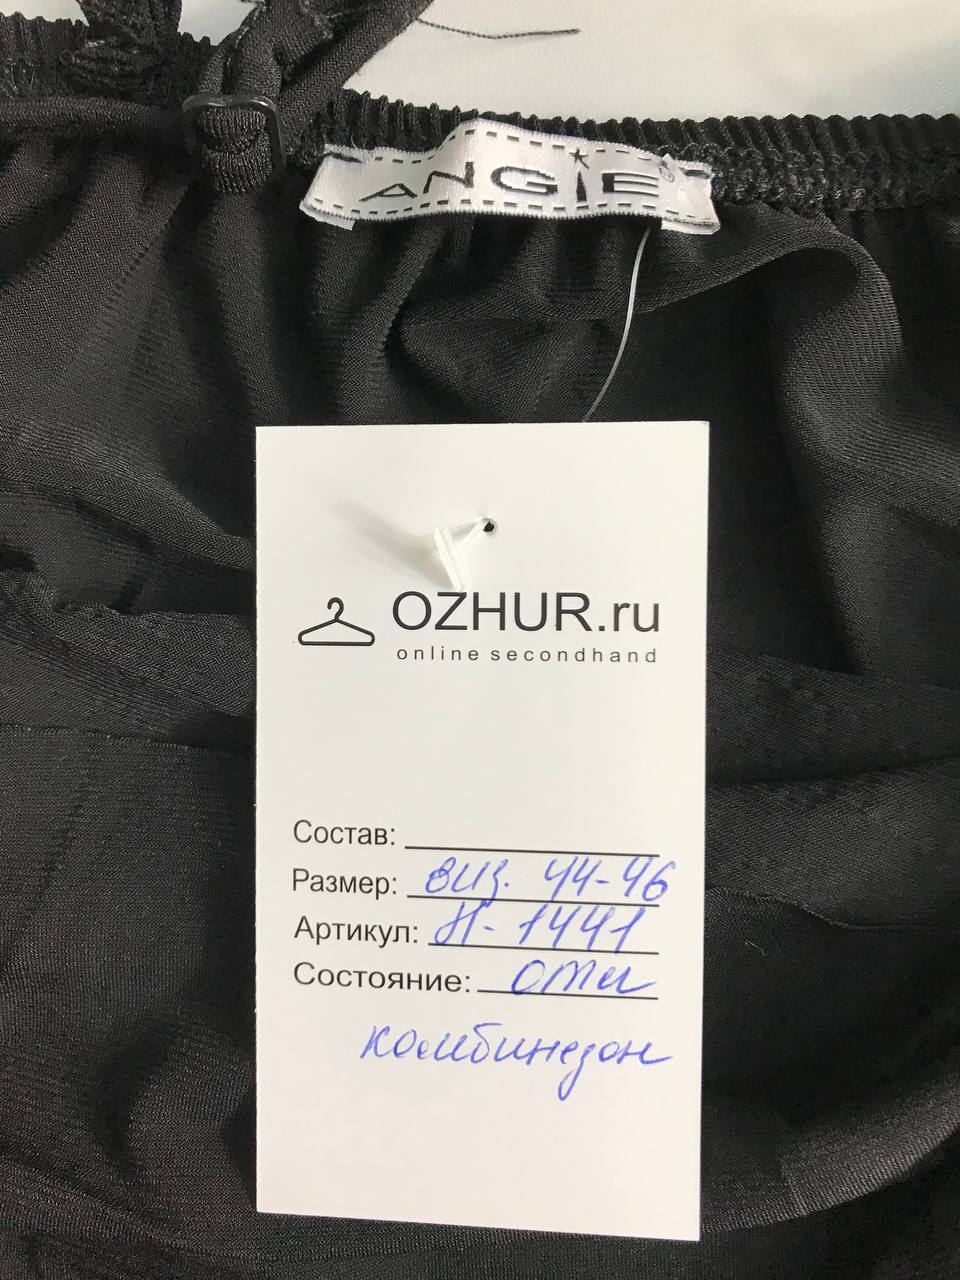 ANGIE
OZHUR.ru
online secondhand
Состав:
Размер: виз. 44-46
Артикул: Н-1441
Состояние: отл
комбинезон